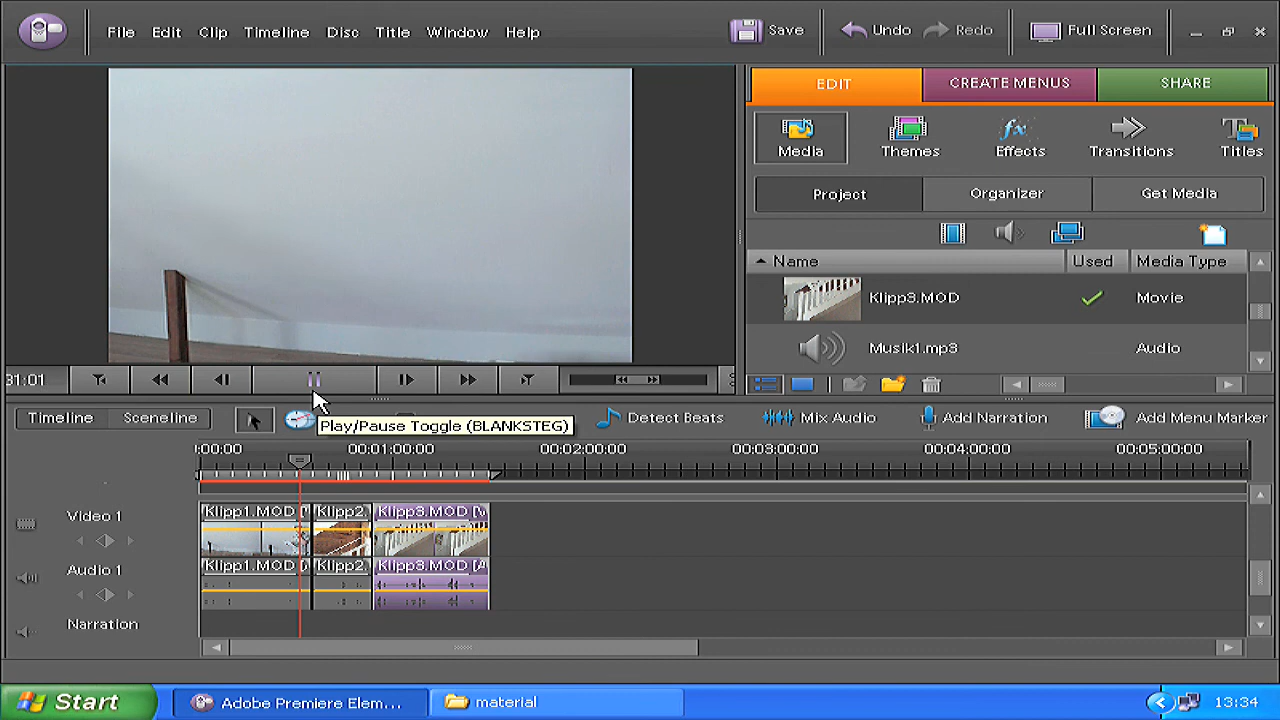 File Edit Clip Timeline Disc Title Window Help Save Undo Redo Full Screen
EDIT CREATE MENUS SHARE
Media Themes Effects Transitions Titles
Project Organizer Get Media
Name Used Media Type
Klipp3.MOD Movie
Musik1.mp3 Audio
31:01
Timeline Sceneline Detect Beats Mix Audio Add Narration Add Menu Marker
Play/Pause Toggle (BLANKSTEG)
:00:00 00:01:00:00 00:02:00:00 00:03:00:00 00:04:00:00 00:05:00:00
Video 1 Klipp1.MOD [V Klipp2. Klipp3.MOD [V
Audio 1 Klipp1.MOD [A Klipp2. Klipp3.MOD [A
Narration
Start Adobe Premiere Elem... material 13:34